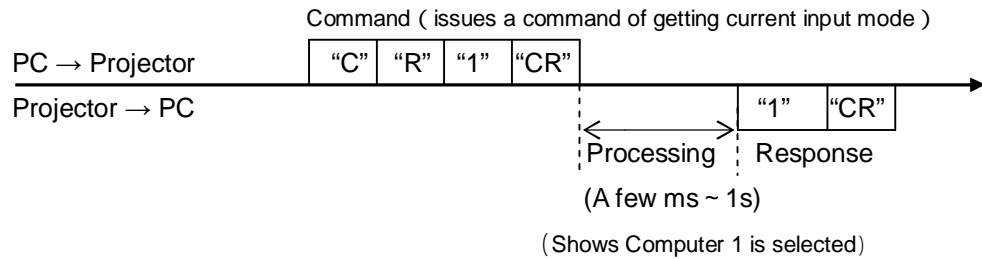 Command ( issues a command of getting current input mode )
PC → Projector “C” “R” “1” “CR”
Projector → PC “1” “CR”
Processing Response
(A few ms ~ 1s)
(Shows Computer 1 is selected)